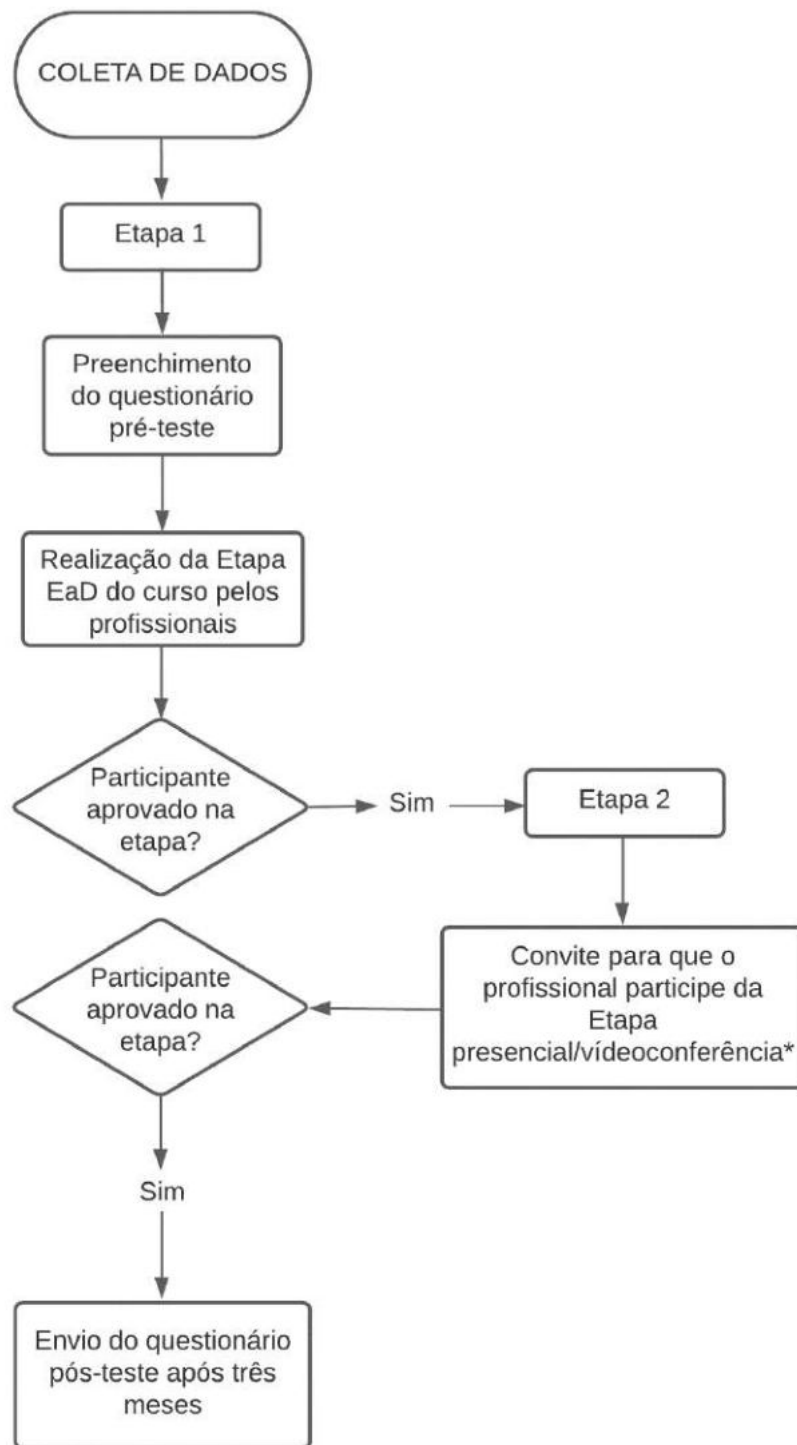 COLETA DE DADOS
Etapa 1
Preenchimento
do questionário
pré-teste
Realização da Etapa
EaD do curso pelos
profissionais
Participante
aprovado na
etapa?
Sim
Etapa 2
Convite para que o
profissional participe da
Etapa
presencial/vídeoconferência*
Participante
aprovado na
etapa?
Sim
Envio do questionário
pós-teste após três
meses